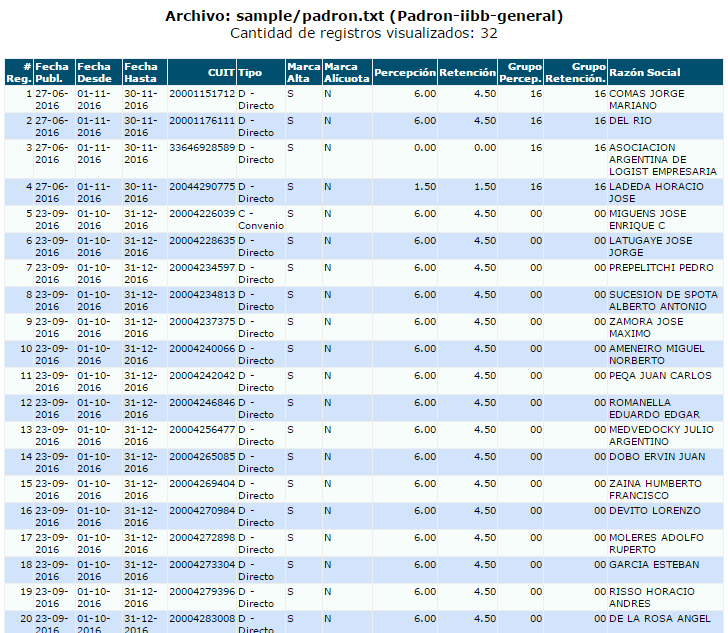 Archivo: sample/padron.txt (Padron-iibb-general)
Cantidad de registros visualizados: 32
# Reg. Fecha Publ. Fecha Desde Fecha Hasta CUIT Tipo Marca Alta Marca Alícuota Percepción Retención Grupo Percep. Grupo Retención. Razón Social
1 27-06-2016 01-11-2016 30-11-2016 20001151712 D - Directo S N 6.00 4.50 16 16 COMAS JORGE MARIANO
2 27-06-2016 01-11-2016 30-11-2016 20001176111 D - Directo S N 6.00 4.50 16 16 DEL RIO
3 27-06-2016 01-11-2016 30-11-2016 33646928589 D - Directo S N 0.00 0.00 16 16 ASOCIACION ARGENTINA DE LOGIST EMPRESARIA
4 27-06-2016 01-11-2016 30-11-2016 20044290775 D - Directo S N 1.50 1.50 16 16 LADEDA HORACIO JOSE
5 23-09-2016 01-10-2016 31-12-2016 20004226039 C - Convenio S N 6.00 4.50 00 00 MIGUENS JOSE ENRIQUE C
6 23-09-2016 01-10-2016 31-12-2016 20004228635 D - Directo S N 6.00 4.50 00 00 LATUGAYE JOSE JORGE
7 23-09-2016 01-10-2016 31-12-2016 20004234597 D - Directo S N 6.00 4.50 00 00 PREPELITCHI PEDRO
8 23-09-2016 01-10-2016 31-12-2016 20004234813 D - Directo S N 6.00 4.50 00 00 SUCESION DE SPOTA ALBERTO ANTONIO
9 23-09-2016 01-10-2016 31-12-2016 20004237375 D - Directo S N 6.00 4.50 00 00 ZAMORA JOSE MAXIMO
10 23-09-2016 01-10-2016 31-12-2016 20004240066 D - Directo S N 6.00 4.50 00 00 AMENEIRO MIGUEL NORBERTO
11 23-09-2016 01-10-2016 31-12-2016 20004242042 D - Directo S N 6.00 4.50 00 00 PEQA JUAN CARLOS
12 23-09-2016 01-10-2016 31-12-2016 20004246846 D - Directo S N 6.00 4.50 00 00 ROMANELLA EDUARDO EDGAR
13 23-09-2016 01-10-2016 31-12-2016 20004256477 D - Directo S N 6.00 4.50 00 00 MEDVEDOCKY JULIO ARGENTINO
14 23-09-2016 01-10-2016 31-12-2016 20004265085 D - Directo S N 6.00 4.50 00 00 DOBO ERVIN JUAN
15 23-09-2016 01-10-2016 31-12-2016 20004269404 D - Directo S N 6.00 4.50 00 00 ZAINA HUMBERTO FRANCISCO
16 23-09-2016 01-10-2016 31-12-2016 20004270984 D - Directo S N 6.00 4.50 00 00 DEVITO LORENZO
17 23-09-2016 01-10-2016 31-12-2016 20004272898 D - Directo S N 6.00 4.50 00 00 MOLERES ADOLFO RUPERTO
18 23-09-2016 01-10-2016 31-12-2016 20004273304 D - Directo S N 6.00 4.50 00 00 GARCIA ESTEBAN
19 23-09-2016 01-10-2016 31-12-2016 20004279396 D - Directo S N 6.00 4.50 00 00 RISSO HORACIO ANDRES
20 23-09-2016 01-10-2016 31-12-2016 20004283008 D - Directo S N 6.00 4.50 00 00 DE LA ROSA ANGEL